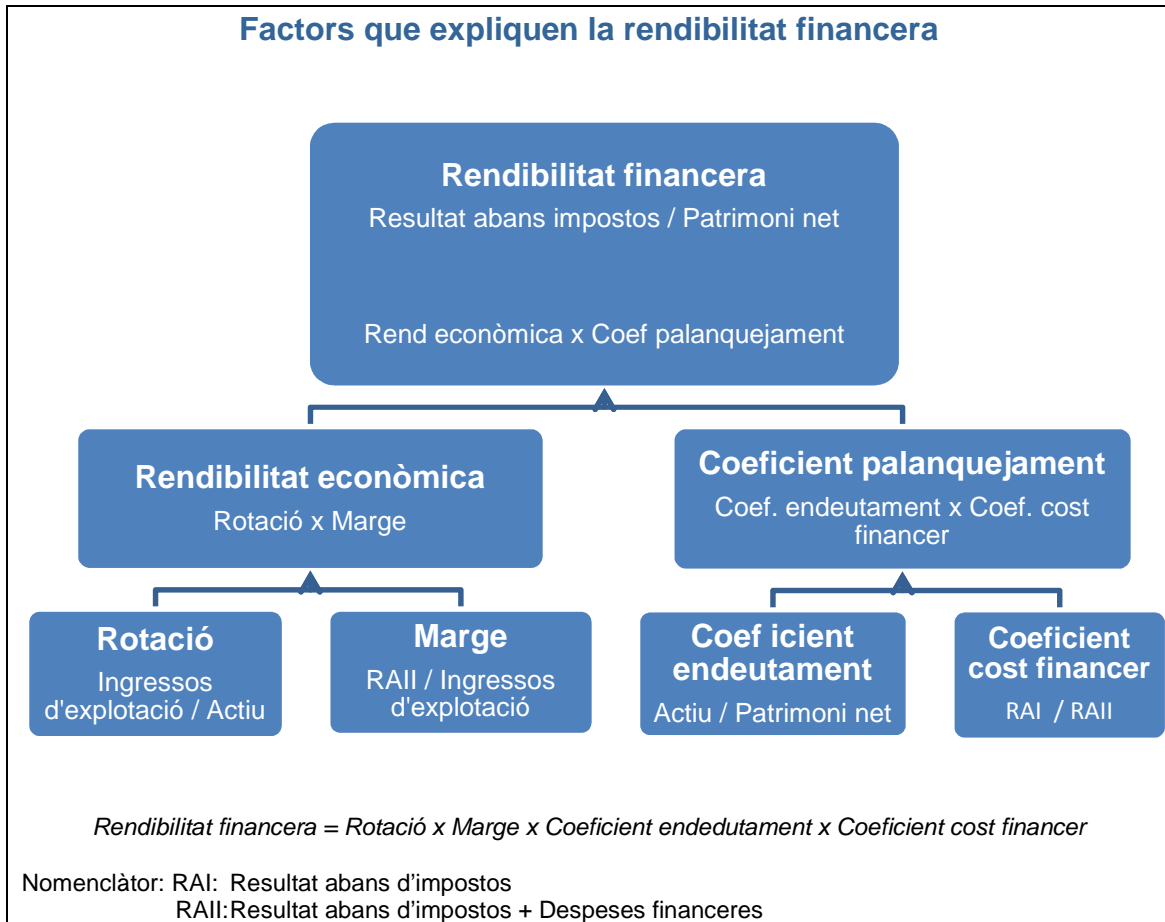 Factors que expliquen la rendibilitat financera
Rendibilitat financera
Resultat abans impostos / Patrimoni net
Rend econòmica x Coef palanquejament
Rendibilitat econòmica
Rotació x Marge
Coeficient palanquejament
Coef. endeutament x Coef. cost
financer
Rotació
Ingressos
d'explotació / Actiu
Marge
RAII / Ingressos
d'explotació
Coef icient
endeutament
Actiu / Patrimoni net
Coeficient
cost financer
RAI / RAII
Rendibilitat financera = Rotació x Marge x Coeficient endedutament x Coeficient cost financer
Nomenclàtor: RAI: Resultat abans d’impostos
RAII:Resultat abans d’impostos + Despeses financeres